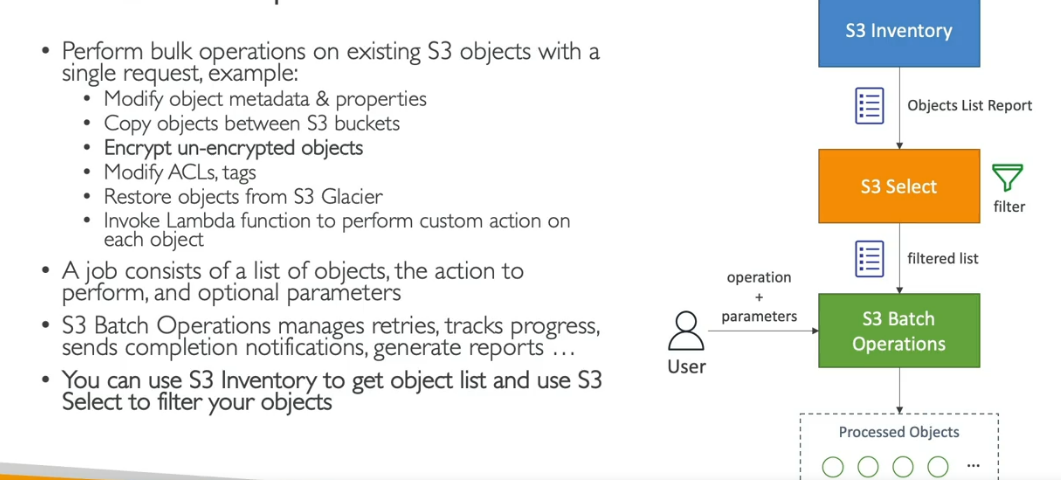 • Perform bulk operations on existing S3 objects with a
single request, example:
• Modify object metadata & properties
• Copy objects between S3 buckets
• Encrypt un-encrypted objects
• Modify ACLs, tags
• Restore objects from S3 Glacier
• Invoke Lambda function to perform custom action on
each object
• A job consists of a list of objects, the action to
perform, and optional parameters
• S3 Batch Operations manages retries, tracks progress,
sends completion notifications, generate reports …
• You can use S3 Inventory to get object list and use S3
Select to filter your objects
S3 Inventory
Objects List Report
S3 Select
filter
filtered list
operation
+
parameters
User
S3 Batch
Operations
Processed Objects
...